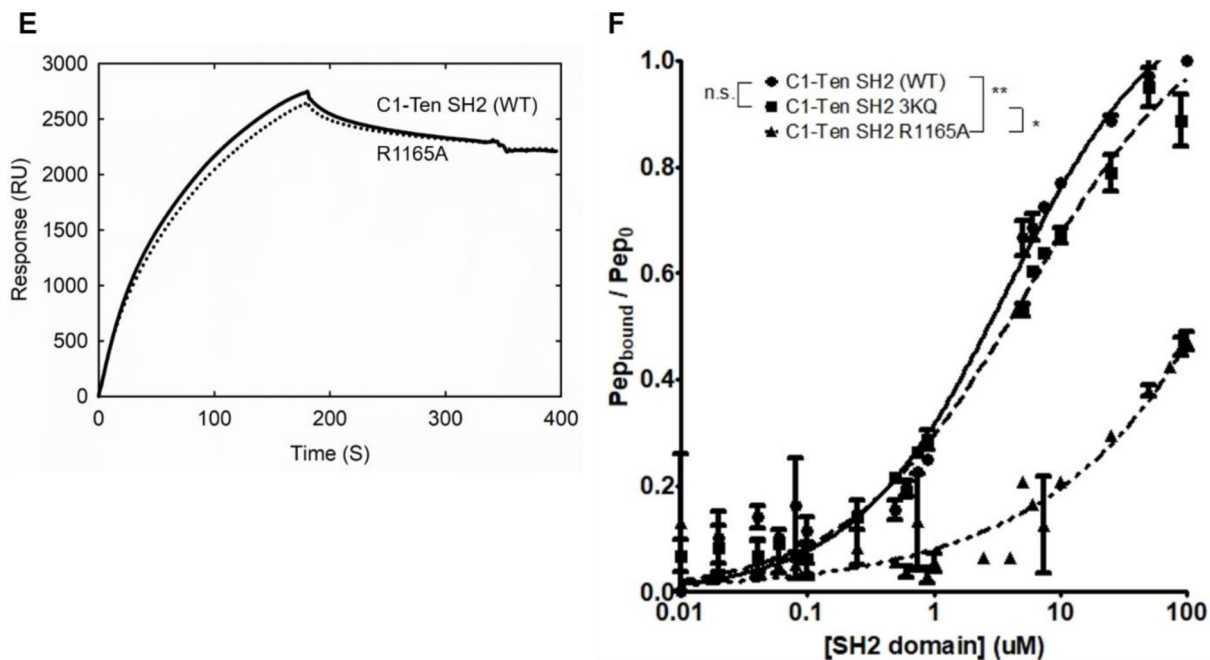 E
3000
2500
2000
1500
1000
500
0
Response (RU)
C1-Ten SH2 (WT)
R1165A
0
100
200
300
400
Time (S)
F
1.0
0.8
0.6
0.4
0.2
0.0
Pepbound / Pep0
n.s.
C1-Ten SH2 (WT)
C1-Ten SH2 3KQ
C1-Ten SH2 R1165A
**
*
0.01
0.1
1
10
100
[SH2 domain] (uM)